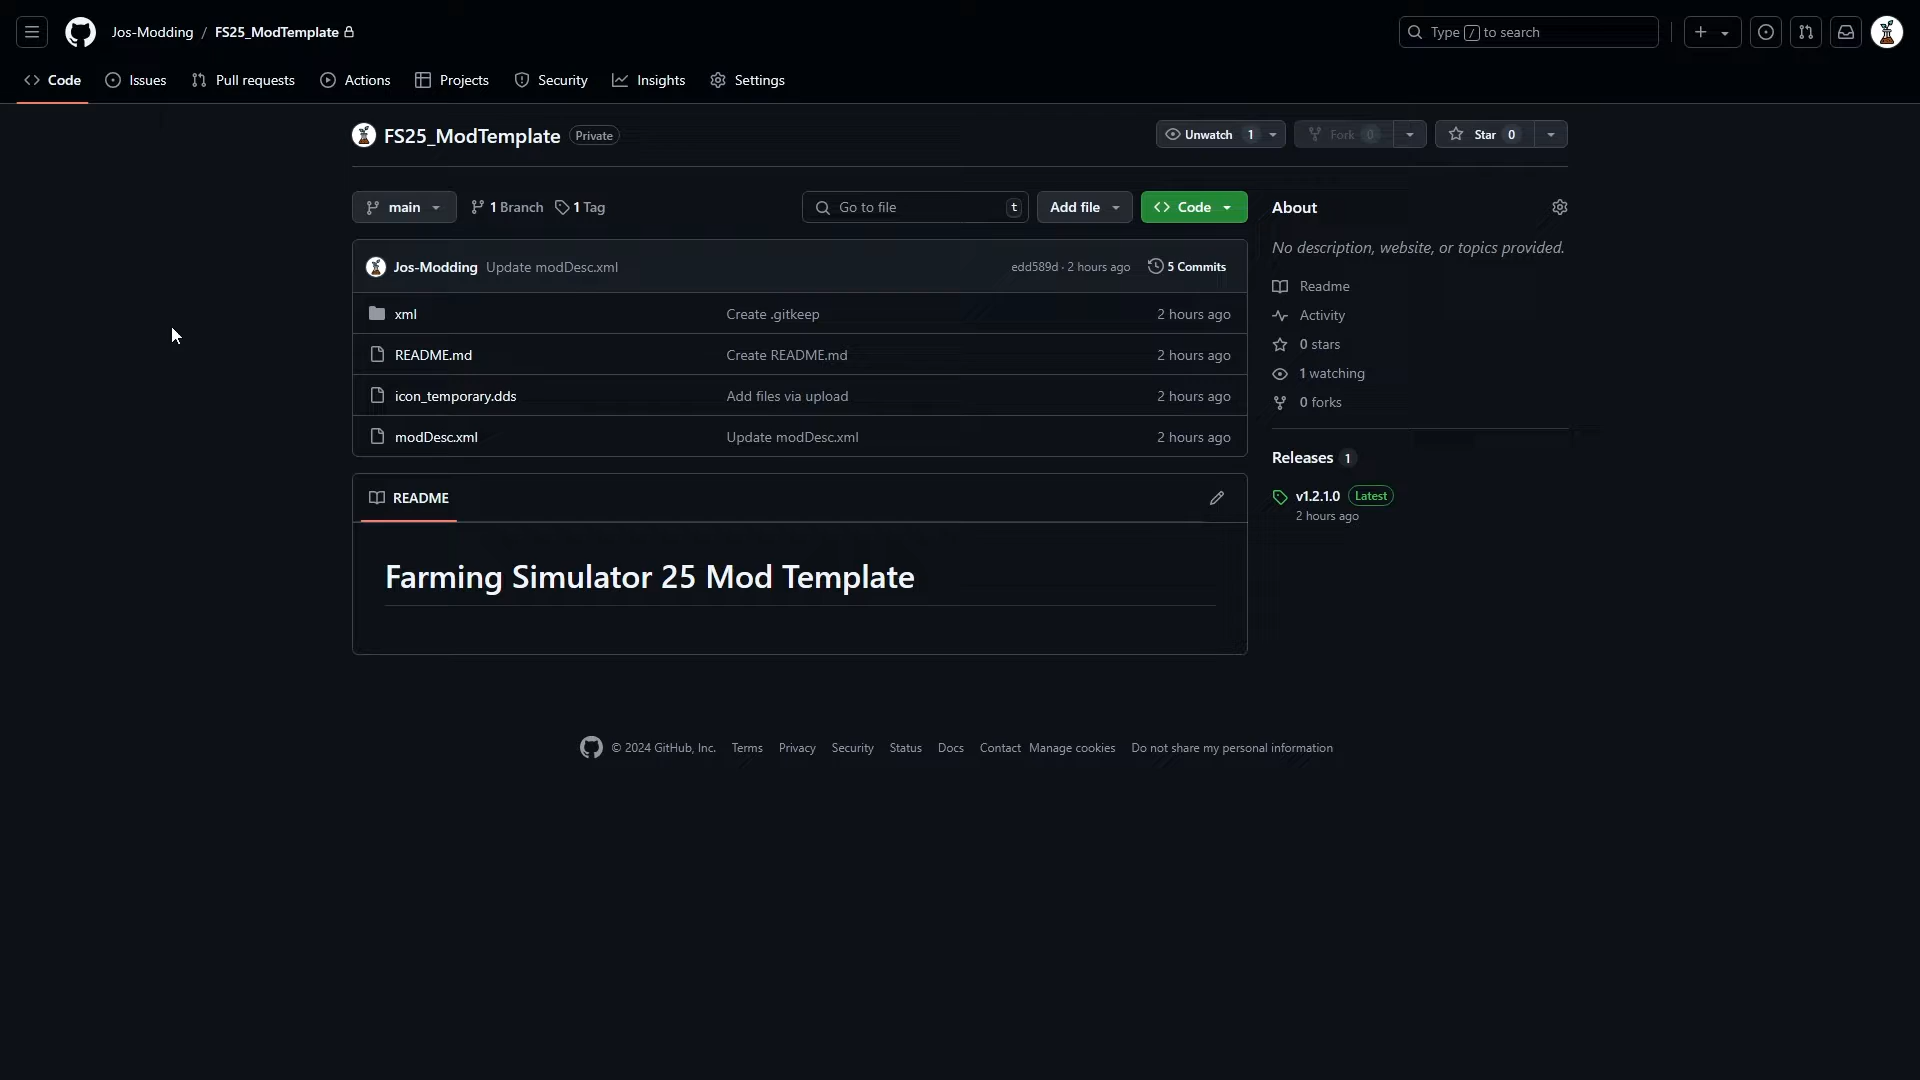 Jos-Modding / FS25_ModTemplate
Type / to search
Code Issues Pull requests Actions Projects Security Insights Settings
FS25_ModTemplate Private
Unwatch 1 Fork 0 Star 0
main 1 Branch 1 Tag Go to file t Add file Code
About
No description, website, or topics provided.
Jos-Modding Update modDesc.xml edd589d · 2 hours ago 5 Commits
xml Create .gitkeep 2 hours ago
README.md Create README.md 2 hours ago
icon_temporary.dds Add files via upload 2 hours ago
modDesc.xml Update modDesc.xml 2 hours ago
Readme
Activity
0 stars
1 watching
0 forks
Releases 1
v1.2.1.0 Latest
2 hours ago
README
Farming Simulator 25 Mod Template
© 2024 GitHub, Inc. Terms Privacy Security Status Docs Contact Manage cookies Do not share my personal information